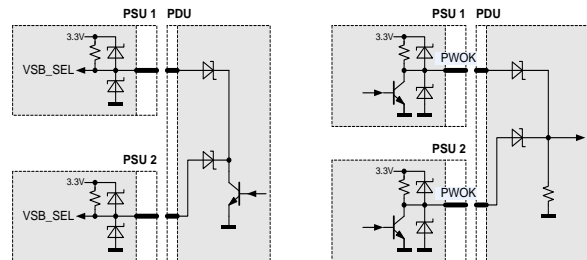 PSU 1 PDU
3.3V
VSB_SEL
PSU 2
3.3V
VSB_SEL
PSU 1 PDU
3.3V
PWOK
PSU 2
3.3V
PWOK